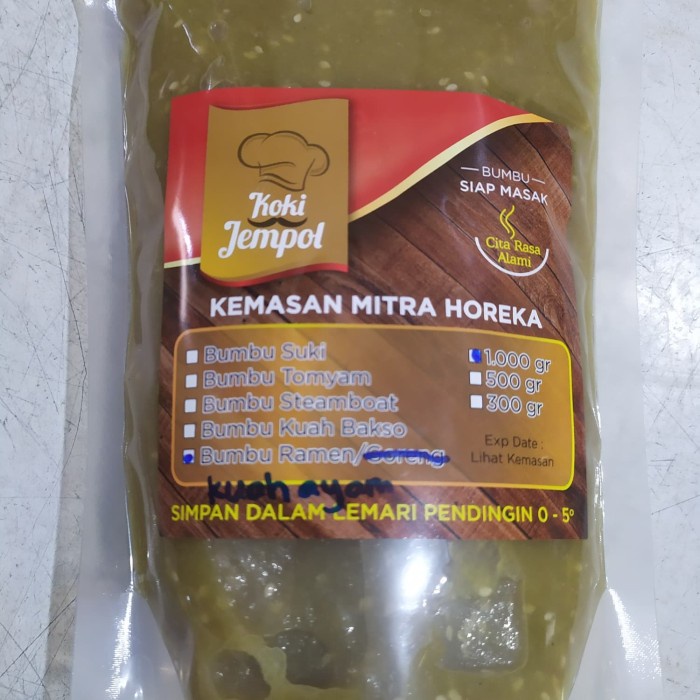 Koki
Jempol
BUMBU
SIAP MASAK
Cita Rasa
Alami
KEMASAN MITRA HOREKA
Bumbu Suki
Bumbu Tomyam
Bumbu Steamboat
Bumbu Kuah Bakso
Bumbu Ramen/Goreng
kuah ayam
1.000 gr
500 gr
300 gr
Exp Date :
Lihat Kemasan
SIMPAN DALAM LEMARI PENDINGIN 0 - 5°